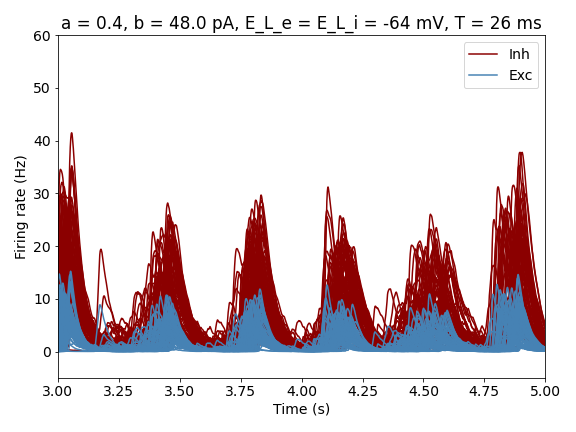 a = 0.4, b = 48.0 pA, E_L_e = E_L_i = -64 mV, T = 26 ms
Inh
Exc
Firing rate (Hz)
60
50
40
30
20
10
0
3.00 3.25 3.50 3.75 4.00 4.25 4.50 4.75 5.00
Time (s)